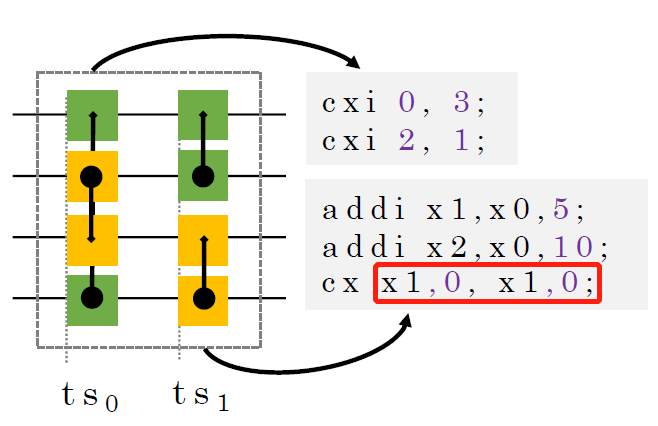 cxi 0, 3;
cxi 2, 1;
addi x1,x0,5;
addi x2,x0,10;
cx x1,0, x1,0;
ts0 ts1